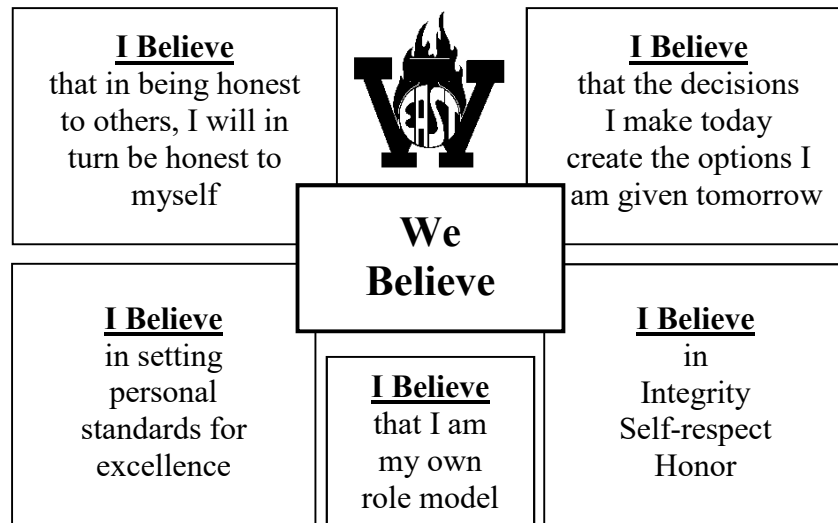 I Believe
that in being honest
to others, I will in
turn be honest to
myself
I Believe
that the decisions
I make today
create the options I
am given tomorrow
We
Believe
I Believe
in setting
personal
standards for
excellence
I Believe
that I am
my own
role model
I Believe
in
Integrity
Self-respect
Honor